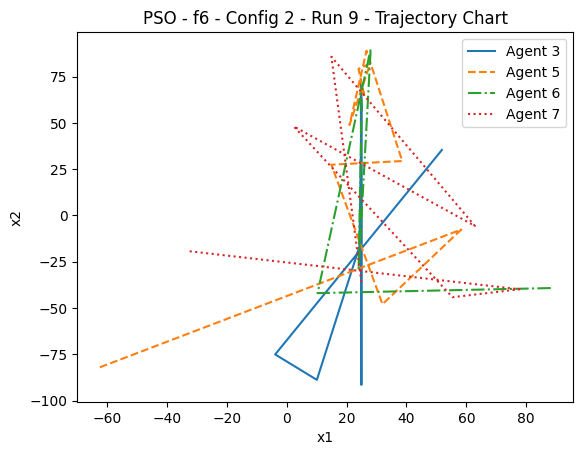 PSO - f6 - Config 2 - Run 9 - Trajectory Chart
Agent 3
Agent 5
Agent 6
Agent 7
x2
75
50
25
0
−25
−50
−75
−100
−60
−40
−20
0
20
40
60
80
x1